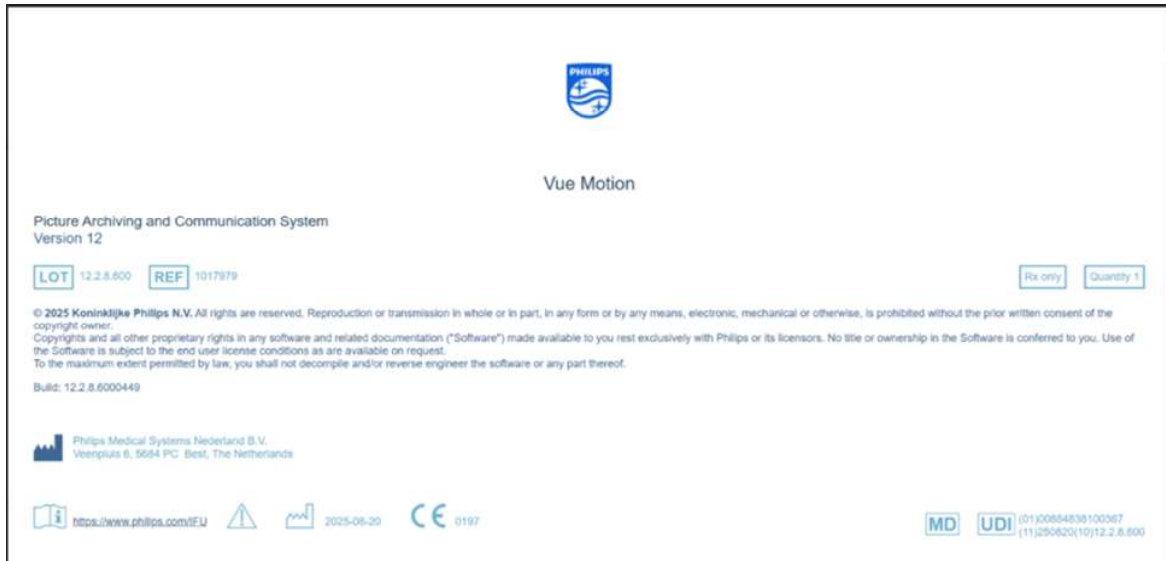 PHILIPS
Vue Motion
Picture Archiving and Communication System
Version 12
LOT 12.2.8.600 REF 1017979 Rx only Quantity 1
© 2025 Koninklijke Philips N.V. All rights are reserved. Reproduction or transmission in whole or in part, in any form or by any means, electronic, mechanical or otherwise, is prohibited without the prior written consent of the
copyright owner.
Copyrights and all other proprietary rights in any software and related documentation ("Software") made available to you rest exclusively with Philips or its licensors. No title or ownership in the Software is conferred to you. Use of
the Software is subject to the end user license conditions as are available on request.
To the maximum extent permitted by law, you shall not decompile and/or reverse engineer the software or any part thereof.
Build: 12.2.8.6000449
Philips Medical Systems Nederland B.V.
Veenpluis 6, 5684 PC Best, The Netherlands
https://www.philips.com/IFU 2025-08-20 CE 0197 MD UDI (01)00884838100367
(11)250820(10)12.2.8.600